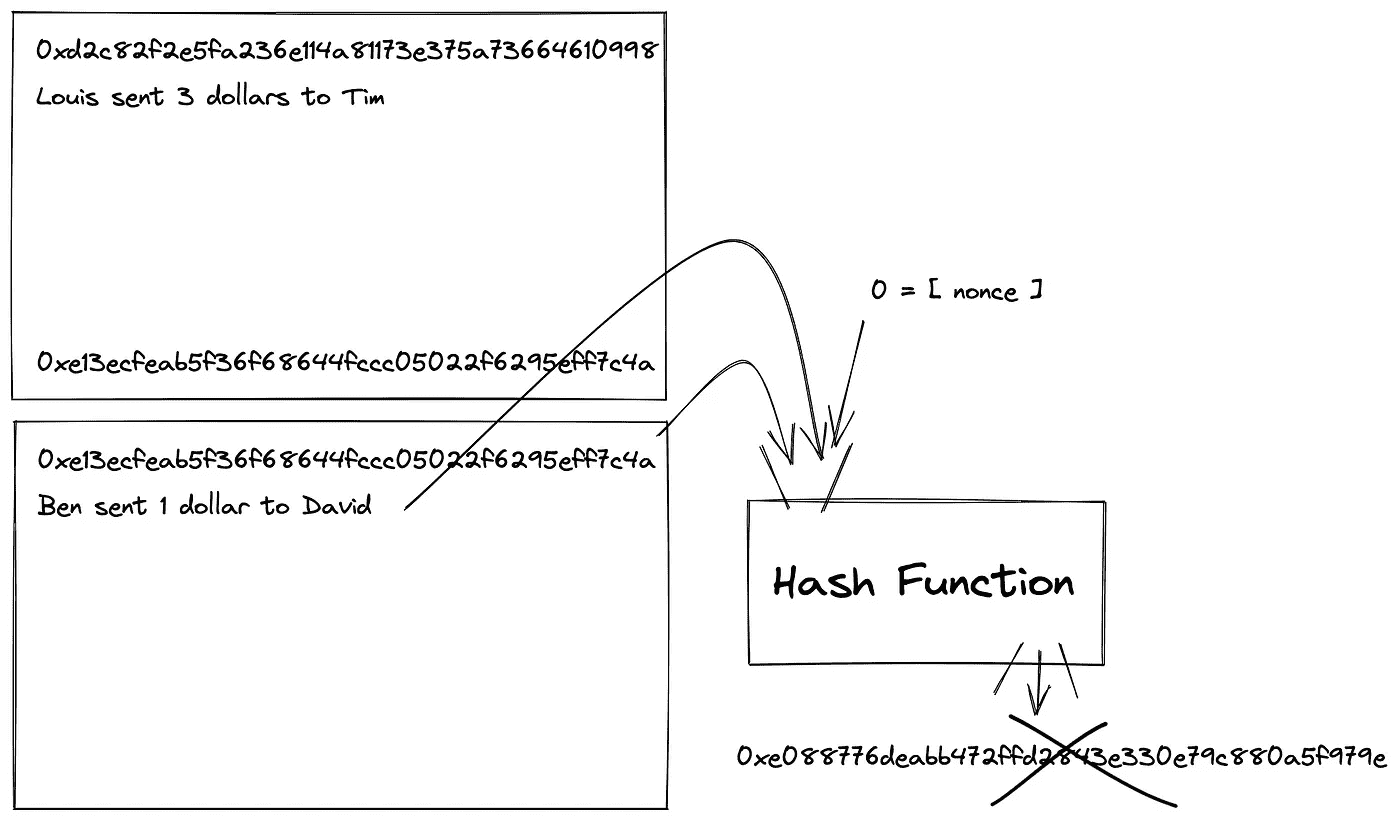 0xd2c82f2e5fa236e114a81173e375a73664610998
Louis sent 3 dollars to Tim
0xe13ecfeab5f36f68644fccc05022f6295eff7c4a
0xe13ecfeab5f36f68644fccc05022f6295eff7c4a
Ben sent 1 dollar to David
0 = [ nonce ]
Hash Function
0xe088776deabb472ffd2843e330e79c880a5f979e